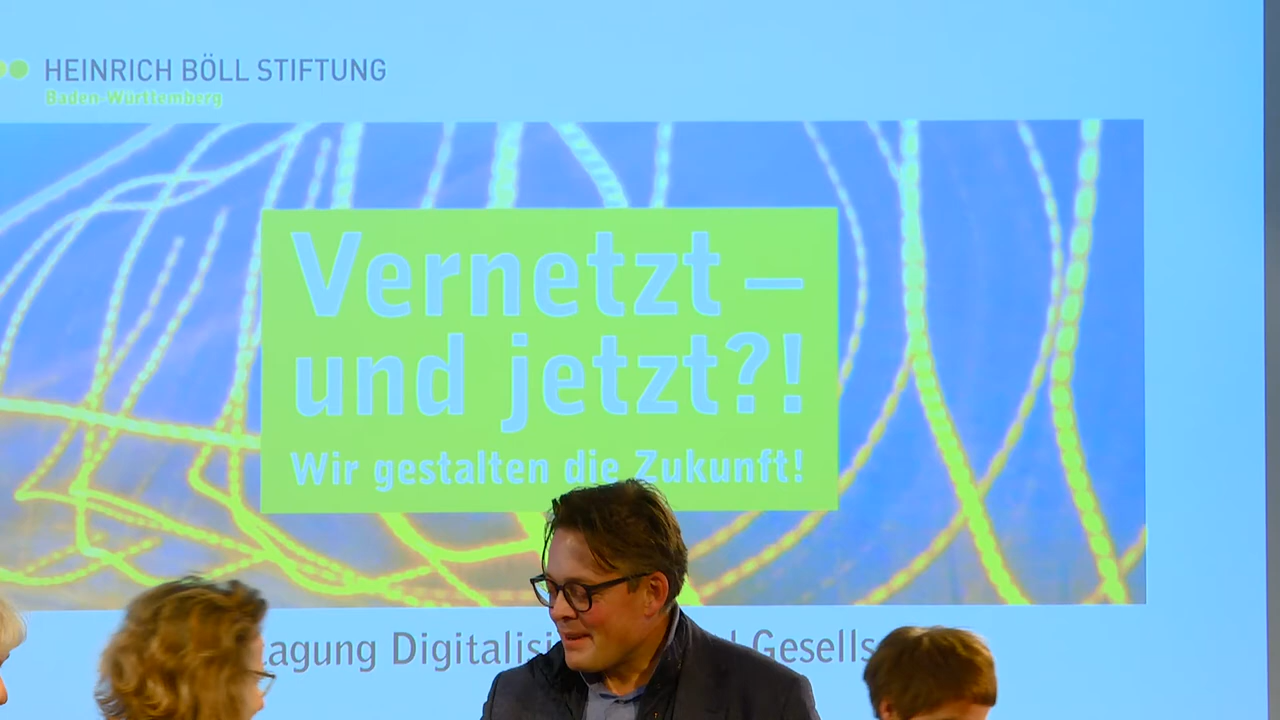 HEINRICH BÖLL STIFTUNG
Baden-Württemberg
Vernetzt –
und jetzt?!
Wir gestalten die Zukunft!